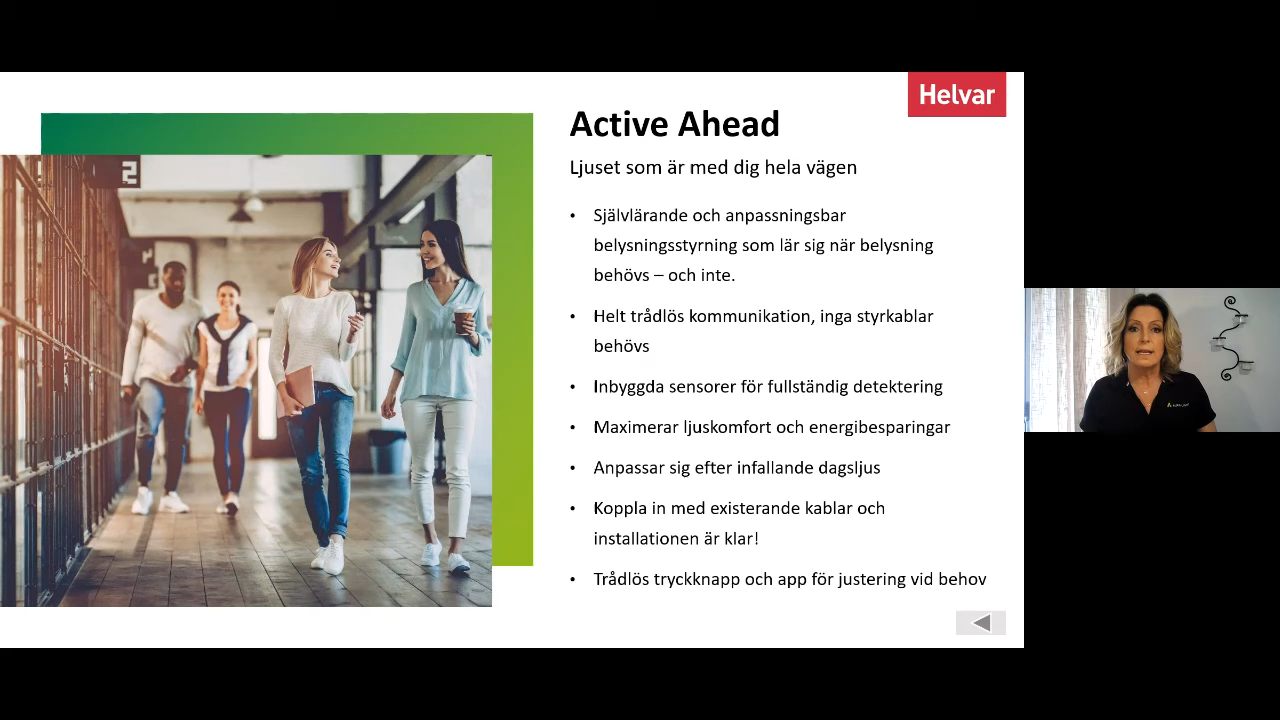 Helvar
Active Ahead
Ljuset som är med dig hela vägen
• Självlärande och anpassningsbar
belysningsstyrning som lär sig när belysning
behövs – och inte.
• Helt trådlös kommunikation, inga styrkablar
behövs
• Inbyggda sensorer för fullständig detektering
• Maximerar ljuskomfort och energibesparingar
• Anpassar sig efter infallande dagsljus
• Koppla in med existerande kablar och
installationen är klar!
• Trådlös tryckknapp och app för justering vid behov
2